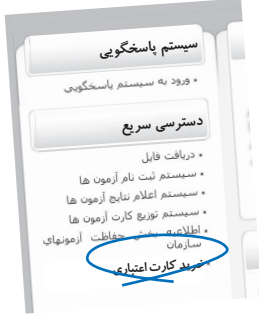 سیستم پاسخگویی
• ورود به سیستم پاسخگویی
دسترسی سریع
• دریافت فایل
• سیستم ثبت نام آزمون ها
• سیستم اعلام نتایج آزمون ها
• سیستم توزیع کارت آزمون ها
• اطلاعیه بخش حفاظت آزمونهای
سازمان
• خرید کارت اعتباری